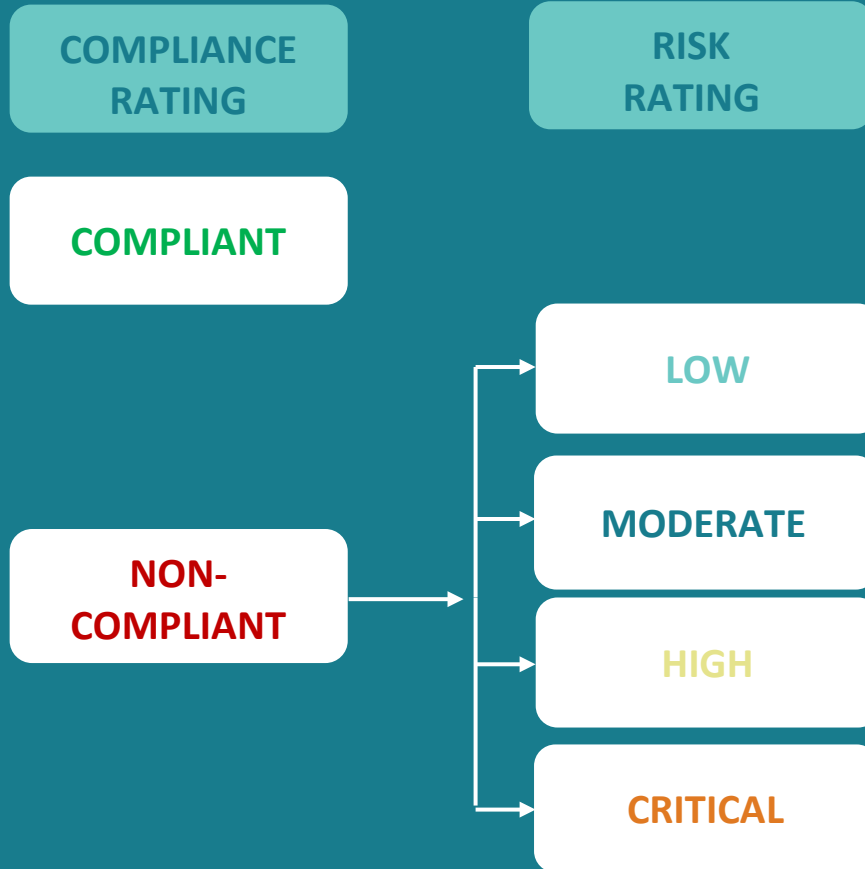 COMPLIANCE
RATING
RISK
RATING
COMPLIANT
LOW
MODERATE
NON-
COMPLIANT
HIGH
CRITICAL